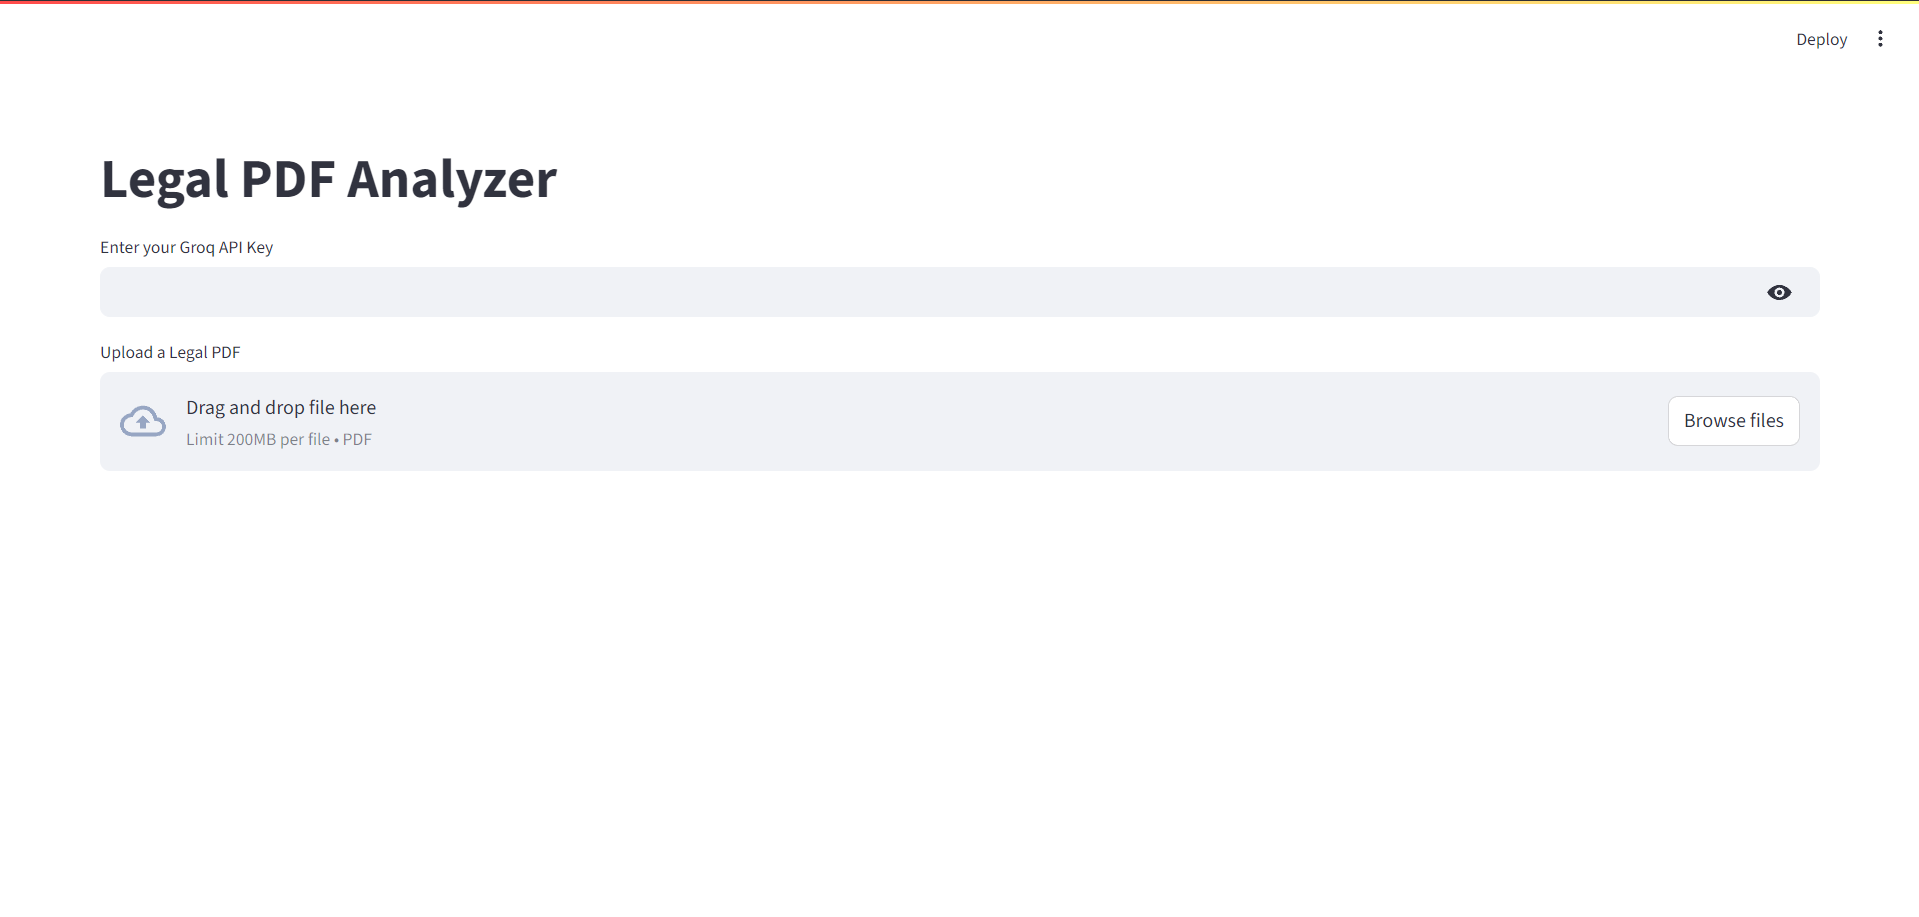 Deploy
Legal PDF Analyzer
Enter your Groq API Key
Upload a Legal PDF
Drag and drop file here
Limit 200MB per file • PDF
Browse files